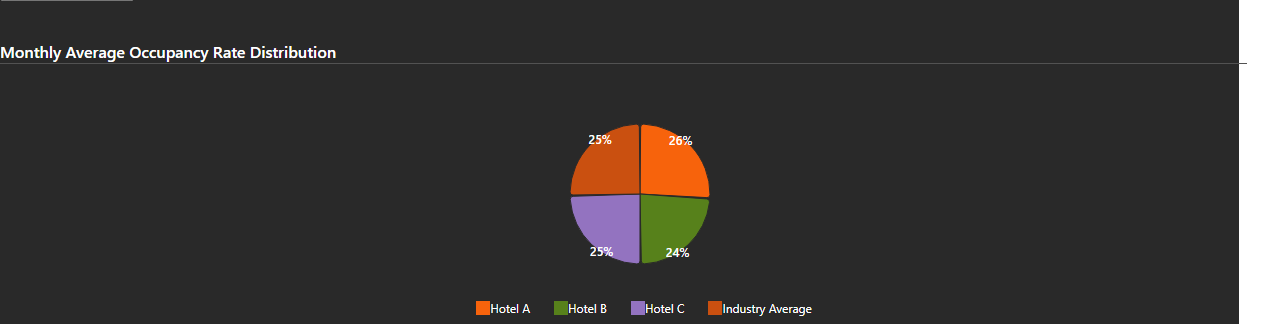 Monthly Average Occupancy Rate Distribution
25% 26%
25% 24%
Hotel A Hotel B Hotel C Industry Average